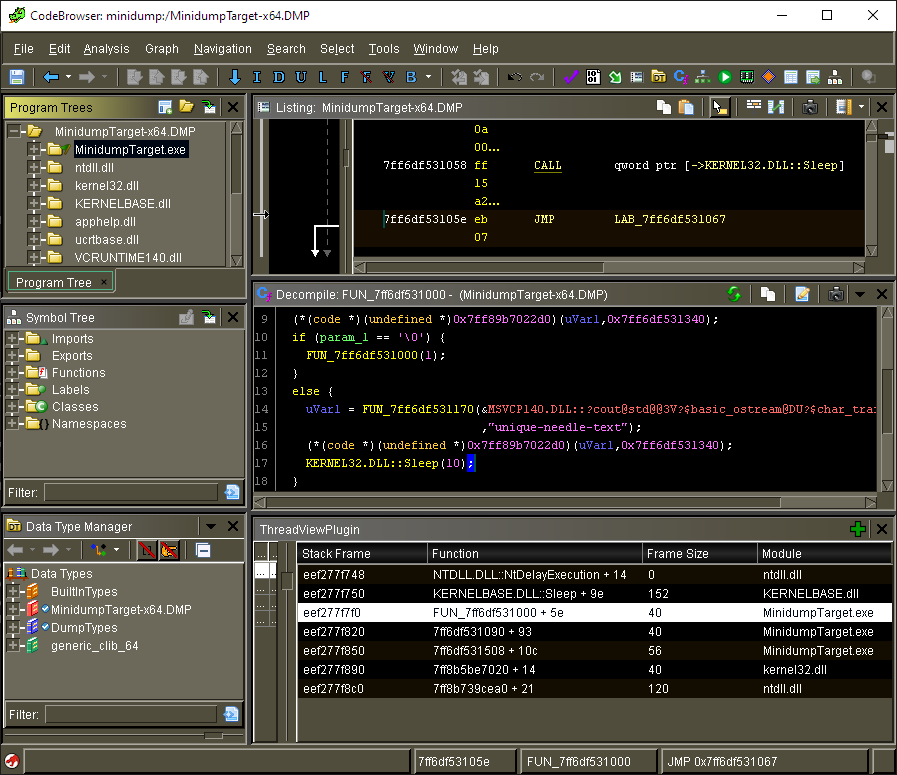 CodeBrowser: minidump:/MinidumpTarget-x64.DMP
File Edit Analysis Graph Navigation Search Select Tools Window Help
I D U L F F V B
Program Trees
MinidumpTarget-x64.DMP
MinidumpTarget.exe
ntdll.dll
kernel32.dll
KERNELBASE.dll
apphelp.dll
ucrtbase.dll
VCRUNTIME140.dll
Program Tree ×
Symbol Tree
Imports
Exports
Functions
Labels
Classes
Namespaces
Filter:
Data Type Manager
Data Types
BuiltInTypes
MinidumpTarget-x64.DMP
DumpTypes
generic_clib_64
Filter:
Listing: MinidumpTarget-x64.DMP
0a
00...
7ff6df531058 ff CALL qword ptr [->KERNEL32.DLL::Sleep]
15
a2...
7ff6df53105e eb JMP LAB_7ff6df531067
07
Decompile: FUN_7ff6df531000 - (MinidumpTarget-x64.DMP)
9 (*(code *)(undefined *)0x7ff89b7022d0)(uVar1,0x7ff6df531340);
10 if (param_1 == '\0') {
11 FUN_7ff6df531000(1);
12 }
13 else {
14 uVar1 = FUN_7ff6df531170(&MSVCP140.DLL::?cout@std@@3V?$basic_ostream@DU?$char_tra
15 ,"unique-needle-text");
16 (*(code *)(undefined *)0x7ff89b7022d0)(uVar1,0x7ff6df531340);
17 KERNEL32.DLL::Sleep(10);
18 }
ThreadViewPlugin
Stack Frame Function Frame Size Module
eef277f748 NTDLL.DLL::NtDelayExecution + 14 0 ntdll.dll
eef277f750 KERNELBASE.DLL::Sleep + 9e 152 KERNELBASE.dll
eef277f7f0 FUN_7ff6df531000 + 5e 40 MinidumpTarget.exe
eef277f820 7ff6df531090 + 93 40 MinidumpTarget.exe
eef277f850 7ff6df531508 + 10c 56 MinidumpTarget.exe
eef277f890 7ff8b5be7020 + 14 40 kernel32.dll
eef277f8c0 7ff8b739cea0 + 21 120 ntdll.dll
7ff6df53105e FUN_7ff6df531000 JMP 0x7ff6df531067